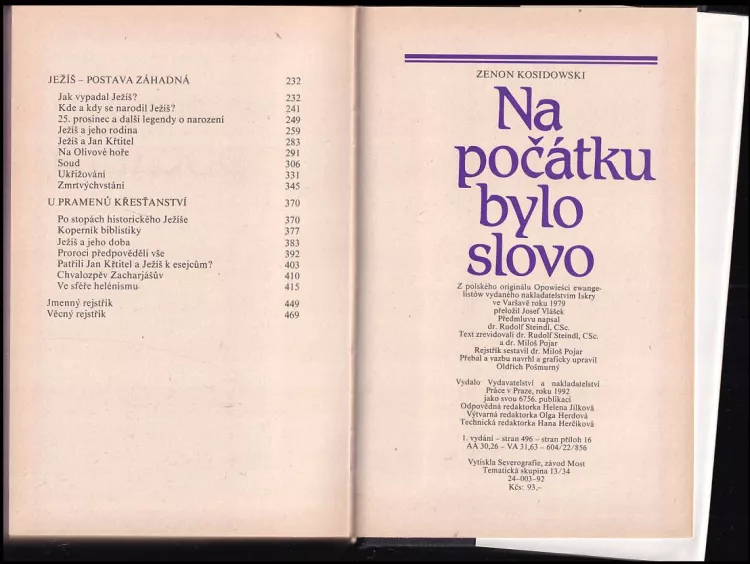 JEŽÍŠ – POSTAVA ZÁHADNÁ 232
Jak vypadal Ježíš? 232
Kde a kdy se narodil Ježíš? 241
25. prosinec a další legendy o narození 249
Ježíš a jeho rodina 259
Ježíš a Jan Křtitel 283
Na Olivové hoře 291
Soud 306
Ukřižování 331
Zmrtvýchvstání 345
U PRAMENŮ KŘESŤANSTVÍ 370
Po stopách historického Ježíše 370
Koperník biblistiky 377
Ježíš a jeho doba 383
Proroci předpověděli vše 392
Patřili Jan Křtitel a Ježíš k esejcům? 403
Chvalozpěv Zacharjášův 410
Ve sféře helénismu 415
Jmenný rejstřík 449
Věcný rejstřík 469
ZENON KOSIDOWSKI
Na
počátku
bylo
slovo
Z polského originálu Opowieści ewange-
listów vydaného nakladatelstvím Iskry
ve Varšavě roku 1979
přeložil Josef Vlášek
Předmluvu napsal
dr. Rudolf Steindl, CSc.
Text zrevidovali dr. Rudolf Steindl, CSc.
a dr. Miloš Pojar
Rejstřík sestavil dr. Miloš Pojar
Přebal a vazbu navrhl a graficky upravil
Oldřich Pošmurný
Vydalo Vydavatelství a nakladatelství
Práce v Praze, roku 1992
jako svou 6756. publikaci
Odpovědná redaktorka Helena Jílková
Výtvarná redaktorka Olga Herdová
Technická redaktorka Hana Herčíková
1. vydání – stran 496 – stran příloh 16
AA 30,26 – VA 31,63 – 604/22/856
Vytiskla Severografie, závod Most
Tematická skupina 13/34
24–003–92
Kčs: 93,–